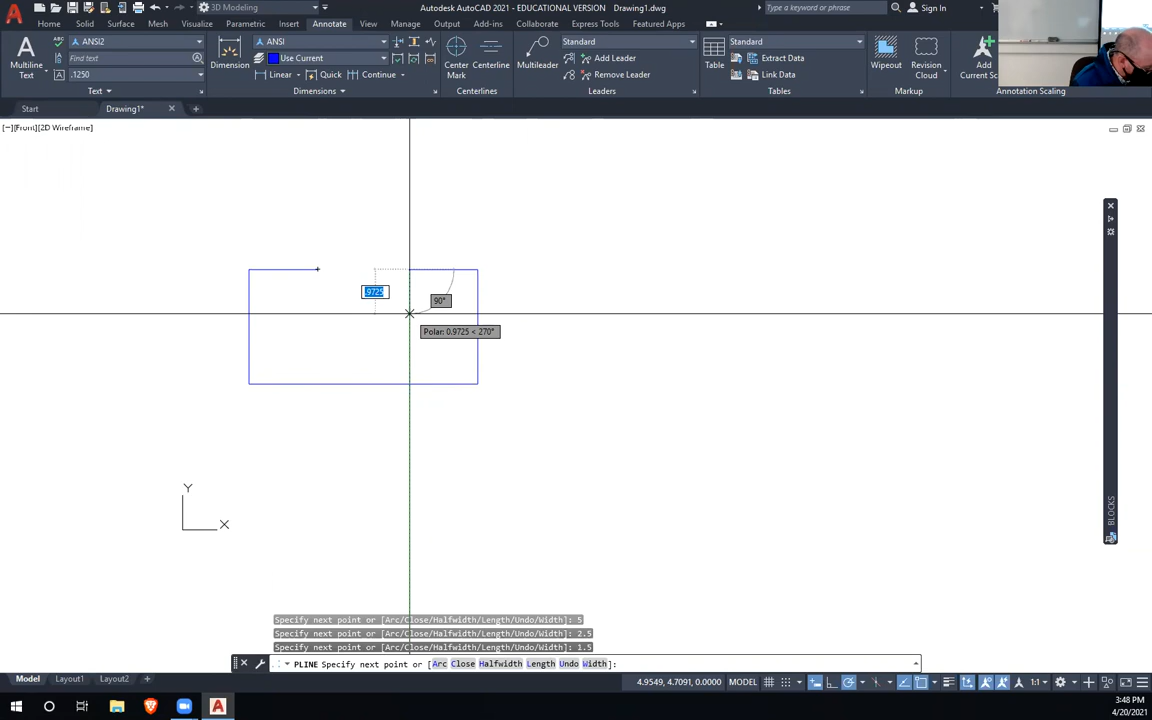 3D Modeling
Autodesk AutoCAD 2021 - EDUCATIONAL VERSION Drawing1.dwg
Type a keyword or phrase
Sign In
Home Solid Surface Mesh Visualize Parametric Insert Annotate View Manage Output Add-ins Collaborate Express Tools Featured Apps
Multiline Text
ANSI2
Find text
.1250
Text
Dimension
ANSI
Use Current
Linear Quick Continue
Dimensions
Center Mark
Centerline
Centerlines
Multileader
Standard
Add Leader
Remove Leader
Leaders
Table
Standard
Extract Data
Link Data
Tables
Wipeout
Revision Cloud
Markup
Add Current Sc
Annotation Scaling
Start Drawing1*
[−][Front][2D Wireframe]
.9725
90°
Polar: 0.9725 < 270°
BLOCKS
Y
X
Specify next point or [Arc/Close/Halfwidth/Length/Undo/Width]: 5
Specify next point or [Arc/Close/Halfwidth/Length/Undo/Width]: 2.5
Specify next point or [Arc/Close/Halfwidth/Length/Undo/Width]: 1.5
PLINE Specify next point or [Arc Close Halfwidth Length Undo Width]:
Model Layout1 Layout2
4.9549, 4.7091, 0.0000 MODEL
1:1
3:48 PM
4/20/2021